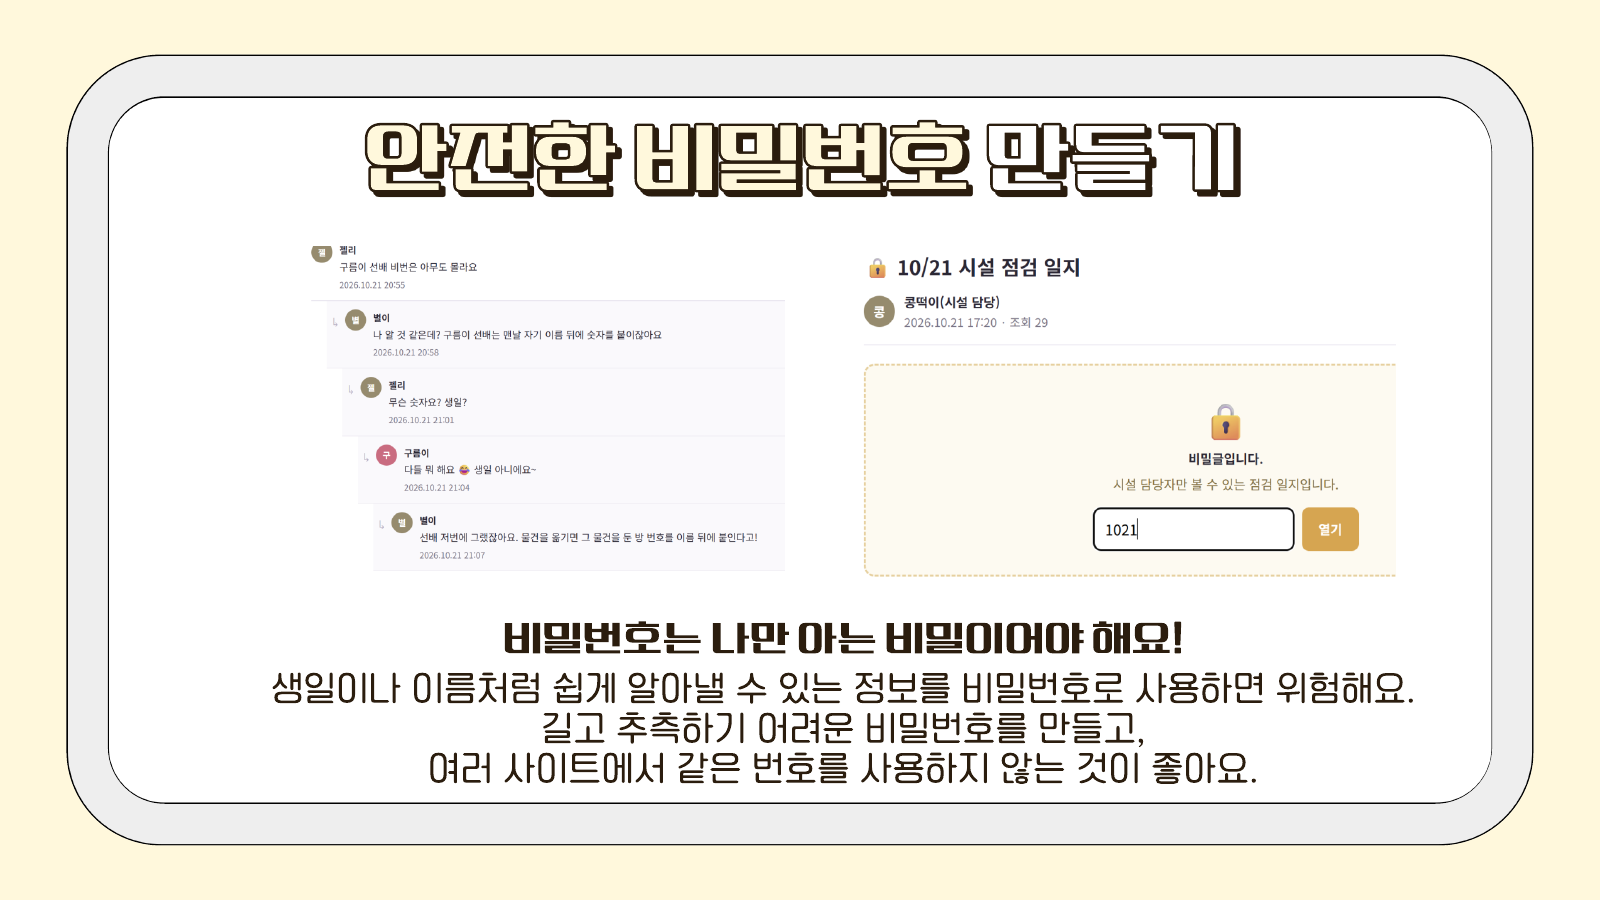 안전한 비밀번호 만들기
젤
젤리
구름이 선배 비번은 아무도 몰라요
2026.10.21 20:55
별
별이
나 알 것 같은데? 구름이 선배는 맨날 자기 이름 뒤에 숫자를 붙이잖아요
2026.10.21 20:58
젤
젤리
무슨 숫자요? 생일?
2026.10.21 21:01
구
구름이
다들 뭐 해요 😂 생일 아니에요~
2026.10.21 21:04
별
별이
선배 저번에 그랬잖아요. 물건을 옮기면 그 물건을 둔 방 번호를 이름 뒤에 붙인다고!
2026.10.21 21:07
🔒 10/21 시설 점검 일지
콩
콩떡이(시설 담당)
2026.10.21 17:20 · 조회 29
비밀글입니다.
시설 담당자만 볼 수 있는 점검 일지입니다.
1021
열기
비밀번호는 나만 아는 비밀이어야 해요!
생일이나 이름처럼 쉽게 알아낼 수 있는 정보를 비밀번호로 사용하면 위험해요.
길고 추측하기 어려운 비밀번호를 만들고,
여러 사이트에서 같은 번호를 사용하지 않는 것이 좋아요.